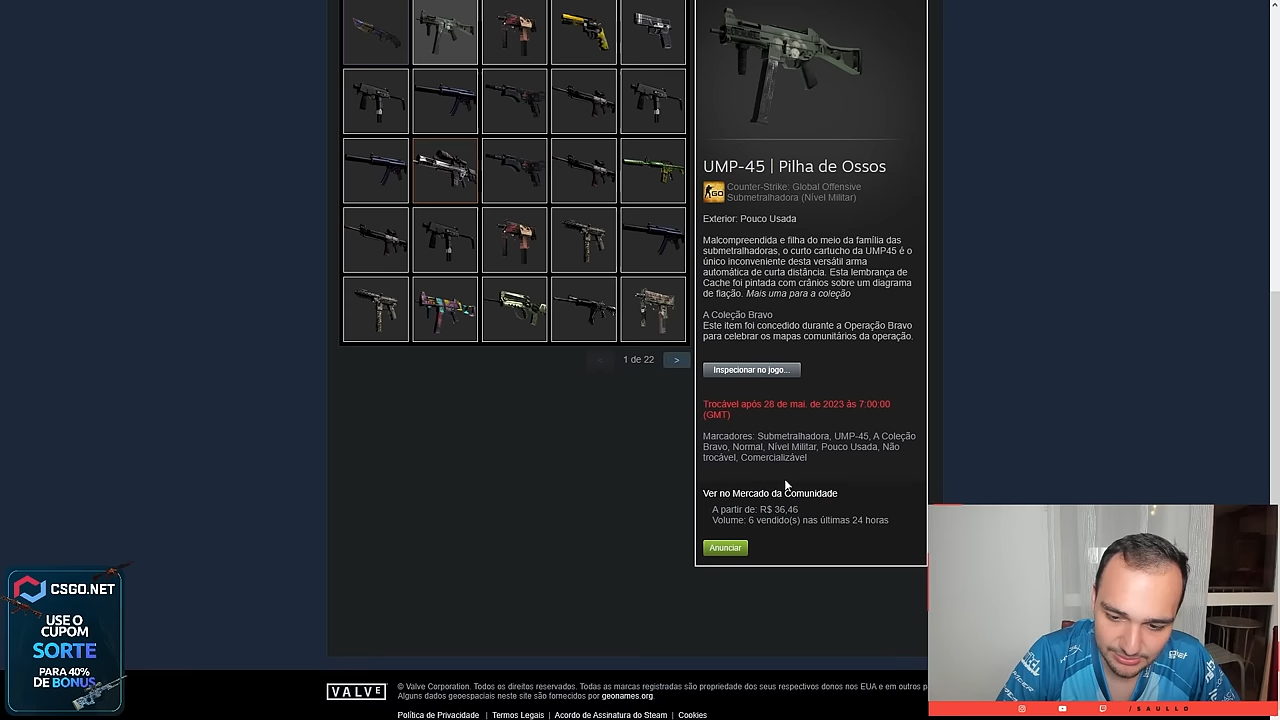 UMP-45 | Pilha de Ossos
Counter-Strike: Global Offensive
Submetralhadora (Nível Militar)
Exterior: Pouco Usada
Malcompreendida e filha do meio da família das
submetralhadoras, o curto cartucho da UMP45 é o
único inconveniente desta versátil arma
automática de curta distância. Esta lembrança de
Cache foi pintada com crânios sobre um diagrama
de fiação. Mais uma para a coleção
A Coleção Bravo
Este item foi concedido durante a Operação Bravo
para celebrar os mapas comunitários da operação.
< 1 de 22 >
Inspecionar no jogo...
Trocável após 28 de mai. de 2023 às 7:00:00
(GMT)
Marcadores: Submetralhadora, UMP-45, A Coleção
Bravo, Normal, Nível Militar, Pouco Usada, Não
trocável, Comercializável
Ver no Mercado da Comunidade
A partir de: R$ 36,46
Volume: 6 vendido(s) nas últimas 24 horas
Anunciar
CSGO.NET
USE O
CUPOM
SORTE
PARA 40%
DE BONUS
VALVE
© Valve Corporation. Todos os direitos reservados. Todas as marcas registradas são propriedade dos seus respectivos donos nos EUA e em outros p
Alguns dados geoespaciais neste site são fornecidos por geonames.org.
Política de Privacidade | Termos Legais | Acordo de Assinatura do Steam | Cookies
/SAULLO